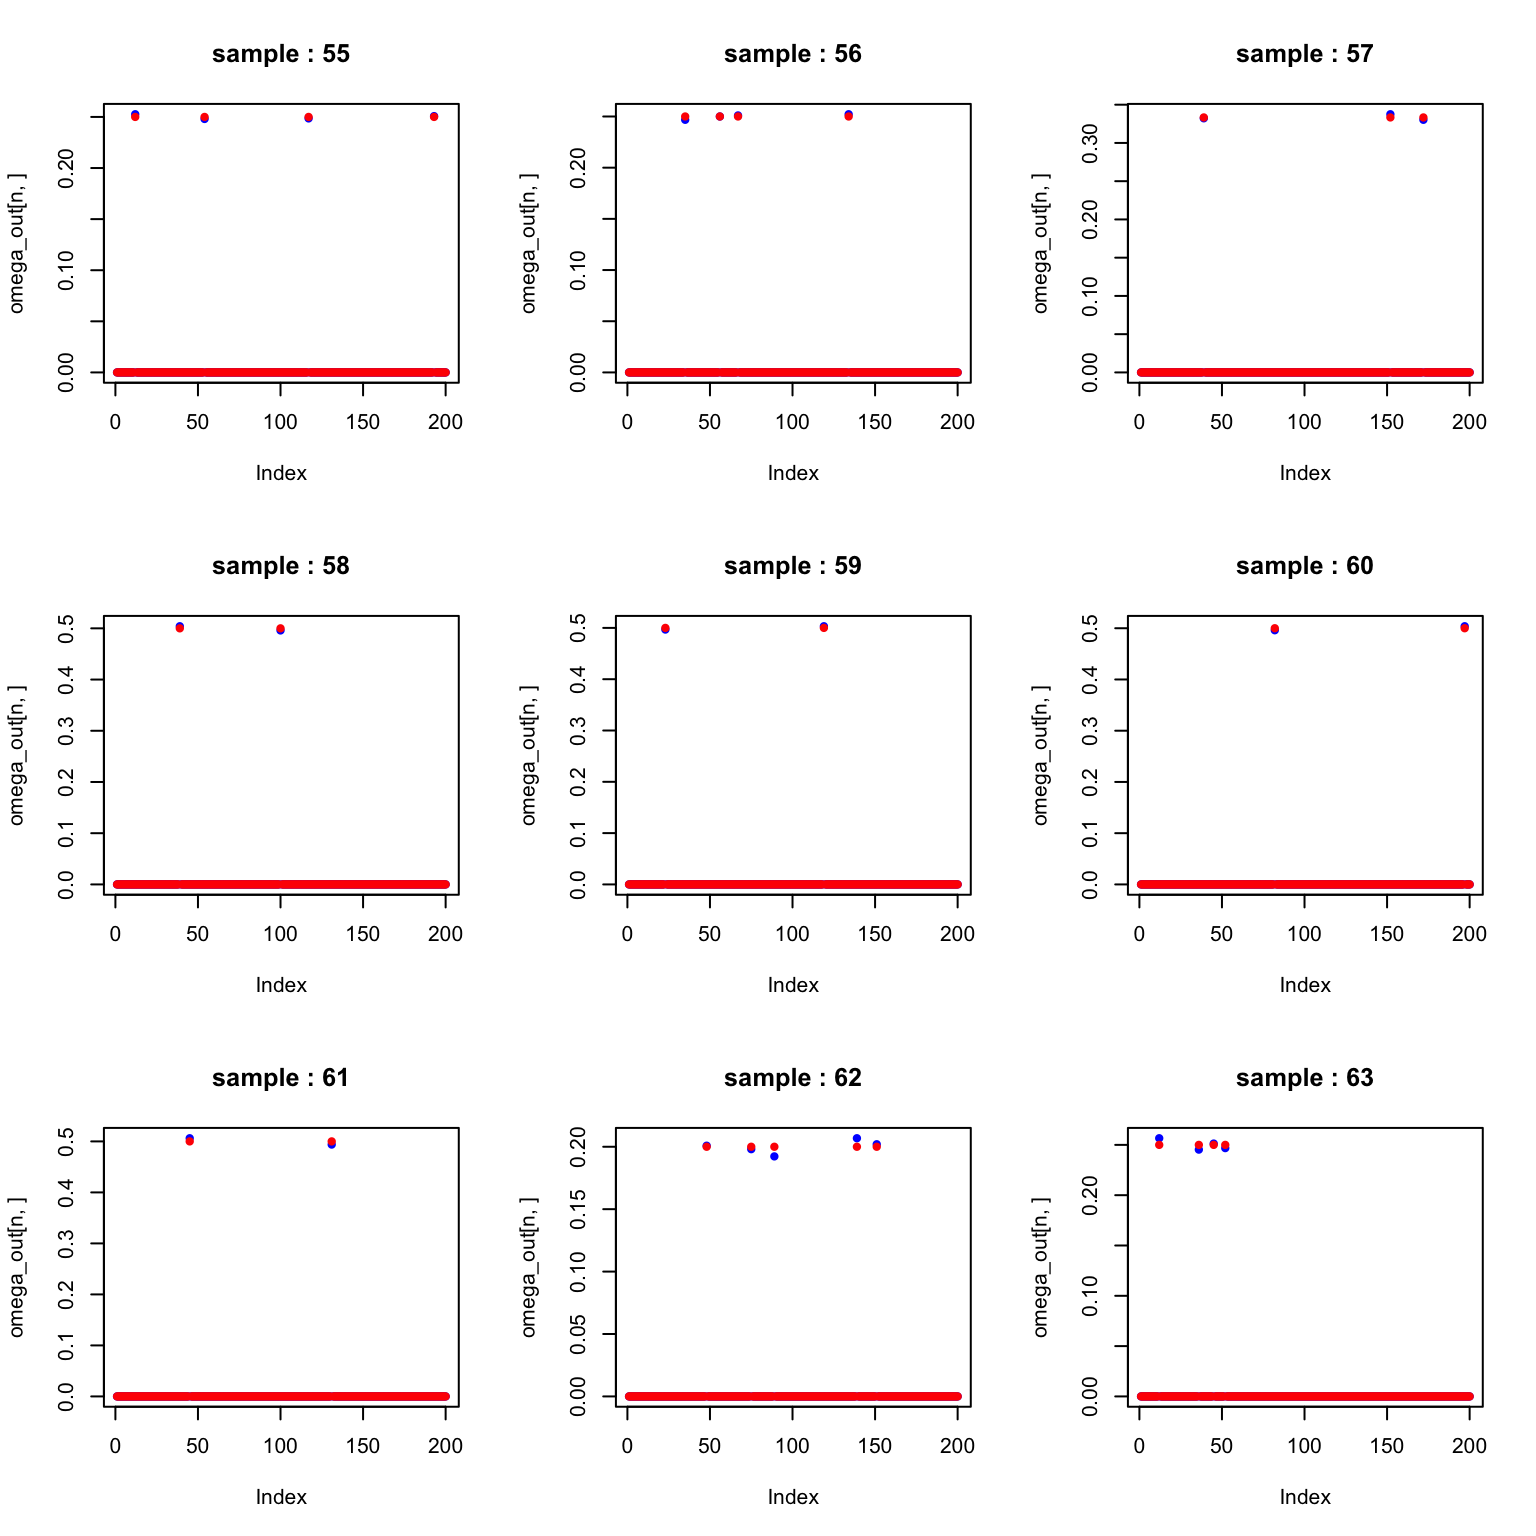 sample : 55
omega_out[n, ]
0.00 0.10 0.20
0 50 100 150 200
Index
sample : 56
omega_out[n, ]
0.00 0.10 0.20
0 50 100 150 200
Index
sample : 57
omega_out[n, ]
0.00 0.10 0.20 0.30
0 50 100 150 200
Index
sample : 58
omega_out[n, ]
0.0 0.1 0.2 0.3 0.4 0.5
0 50 100 150 200
Index
sample : 59
omega_out[n, ]
0.0 0.1 0.2 0.3 0.4 0.5
0 50 100 150 200
Index
sample : 60
omega_out[n, ]
0.0 0.1 0.2 0.3 0.4 0.5
0 50 100 150 200
Index
sample : 61
omega_out[n, ]
0.0 0.1 0.2 0.3 0.4 0.5
0 50 100 150 200
Index
sample : 62
omega_out[n, ]
0.00 0.05 0.10 0.15 0.20
0 50 100 150 200
Index
sample : 63
omega_out[n, ]
0.00 0.10 0.20
0 50 100 150 200
Index